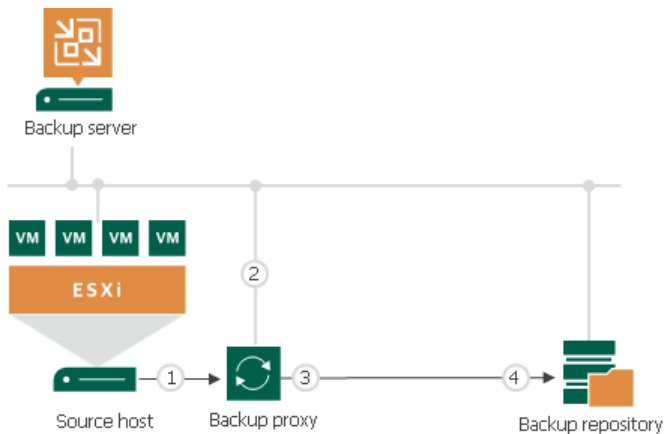 Backup server
VM VM VM VM
ESXi
2
1
3
4
Source host
Backup proxy
Backup repository